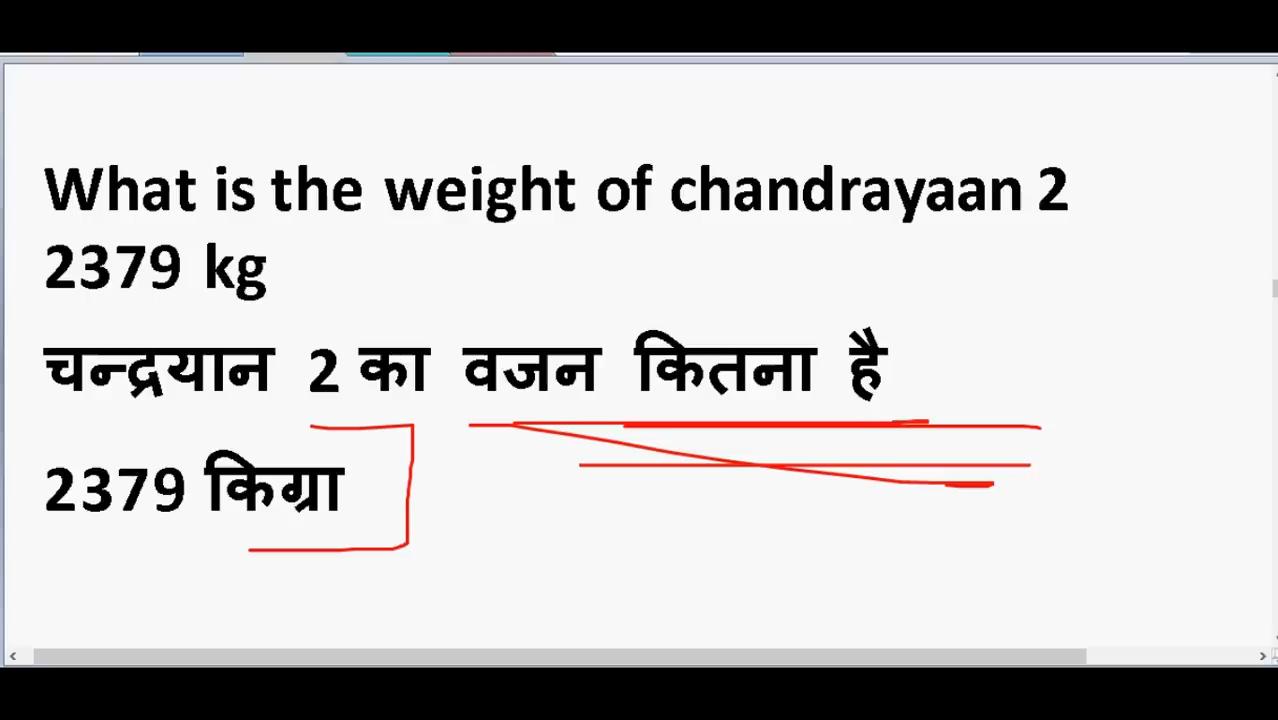 What is the weight of chandrayaan 2
2379 kg
चन्द्रयान 2 का वजन कितना है
2379 किग्रा